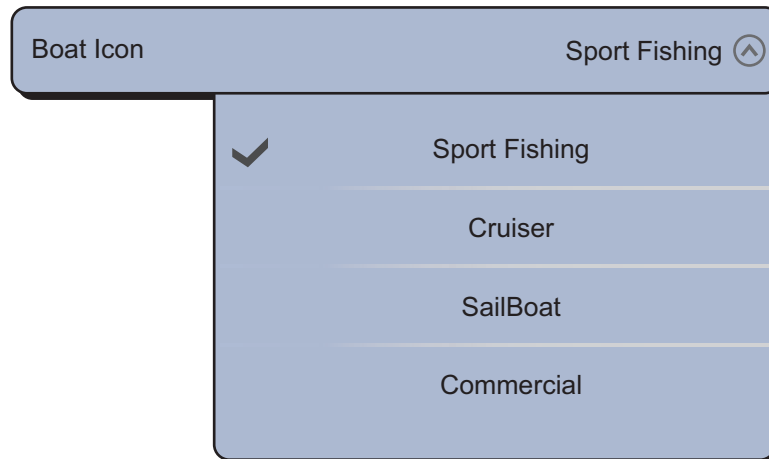 Boat Icon Sport Fishing
Sport Fishing
Cruiser
SailBoat
Commercial